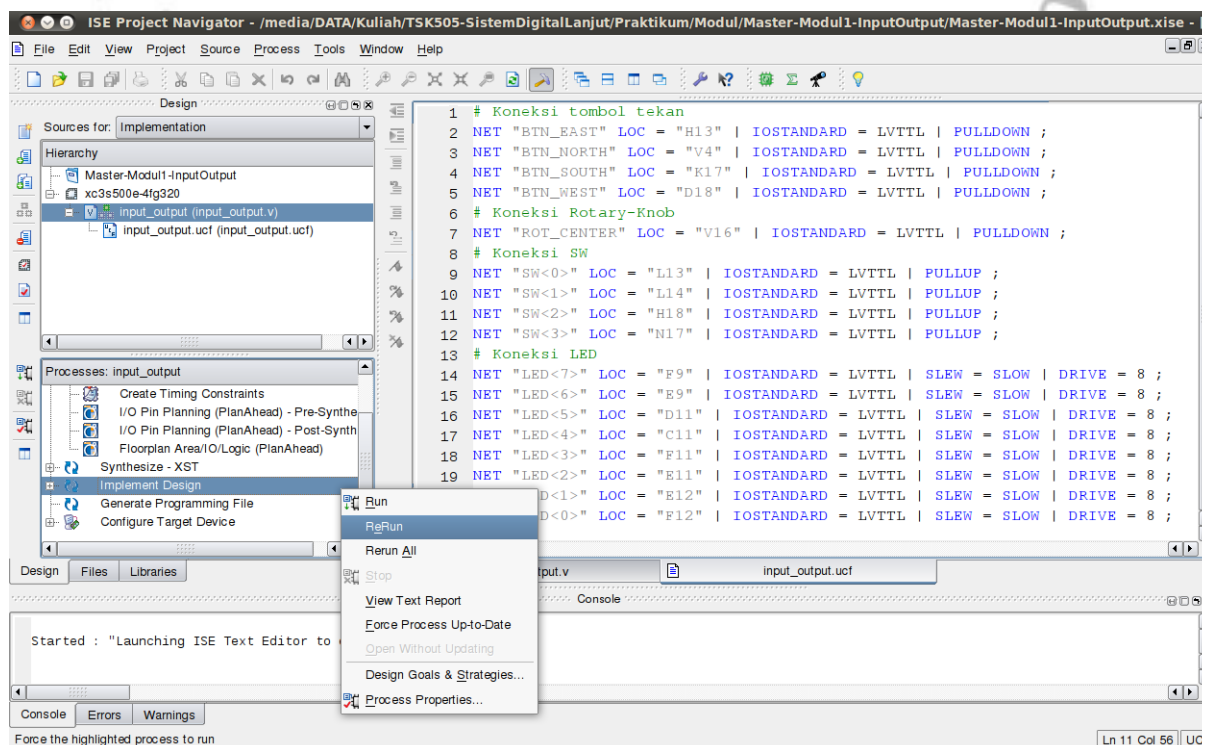 ISE Project Navigator - /media/DATA/Kuliah/TSK505-SistemDigitalLanjut/Praktikum/Modul/Master-Modul1-InputOutput/Master-Modul1-InputOutput.xise - [
File Edit View Project Source Process Tools Window Help
Design
Sources for: Implementation
Hierarchy
Master-Modul1-InputOutput
xc3s500e-4fg320
input_output (input_output.v)
input_output.ucf (input_output.ucf)
Processes: input_output
Create Timing Constraints
I/O Pin Planning (PlanAhead) - Pre-Synthe
I/O Pin Planning (PlanAhead) - Post-Synth
Floorplan Area/IO/Logic (PlanAhead)
Synthesize - XST
Implement Design
Generate Programming File
Configure Target Device
Design Files Libraries
1 # Koneksi tombol tekan
2 NET "BTN_EAST" LOC = "H13" | IOSTANDARD = LVTTL | PULLDOWN ;
3 NET "BTN_NORTH" LOC = "V4" | IOSTANDARD = LVTTL | PULLDOWN ;
4 NET "BTN_SOUTH" LOC = "K17" | IOSTANDARD = LVTTL | PULLDOWN ;
5 NET "BTN_WEST" LOC = "D18" | IOSTANDARD = LVTTL | PULLDOWN ;
6 # Koneksi Rotary-Knob
7 NET "ROT_CENTER" LOC = "V16" | IOSTANDARD = LVTTL | PULLDOWN ;
8 # Koneksi SW
9 NET "SW<0>" LOC = "L13" | IOSTANDARD = LVTTL | PULLUP ;
10 NET "SW<1>" LOC = "L14" | IOSTANDARD = LVTTL | PULLUP ;
11 NET "SW<2>" LOC = "H18" | IOSTANDARD = LVTTL | PULLUP ;
12 NET "SW<3>" LOC = "N17" | IOSTANDARD = LVTTL | PULLUP ;
13 # Koneksi LED
14 NET "LED<7>" LOC = "F9" | IOSTANDARD = LVTTL | SLEW = SLOW | DRIVE = 8 ;
15 NET "LED<6>" LOC = "E9" | IOSTANDARD = LVTTL | SLEW = SLOW | DRIVE = 8 ;
16 NET "LED<5>" LOC = "D11" | IOSTANDARD = LVTTL | SLEW = SLOW | DRIVE = 8 ;
17 NET "LED<4>" LOC = "C11" | IOSTANDARD = LVTTL | SLEW = SLOW | DRIVE = 8 ;
18 NET "LED<3>" LOC = "F11" | IOSTANDARD = LVTTL | SLEW = SLOW | DRIVE = 8 ;
19 NET "LED<2>" LOC = "E11" | IOSTANDARD = LVTTL | SLEW = SLOW | DRIVE = 8 ;
D<1>" LOC = "E12" | IOSTANDARD = LVTTL | SLEW = SLOW | DRIVE = 8 ;
D<0>" LOC = "F12" | IOSTANDARD = LVTTL | SLEW = SLOW | DRIVE = 8 ;
Run
ReRun
Rerun All
Stop
View Text Report
Force Process Up-to-Date
Open Without Updating
Design Goals & Strategies...
Process Properties...
tput.v input_output.ucf
Console
Started : "Launching ISE Text Editor to
Console Errors Warnings
Force the highlighted process to run
Ln 11 Col 56 UC